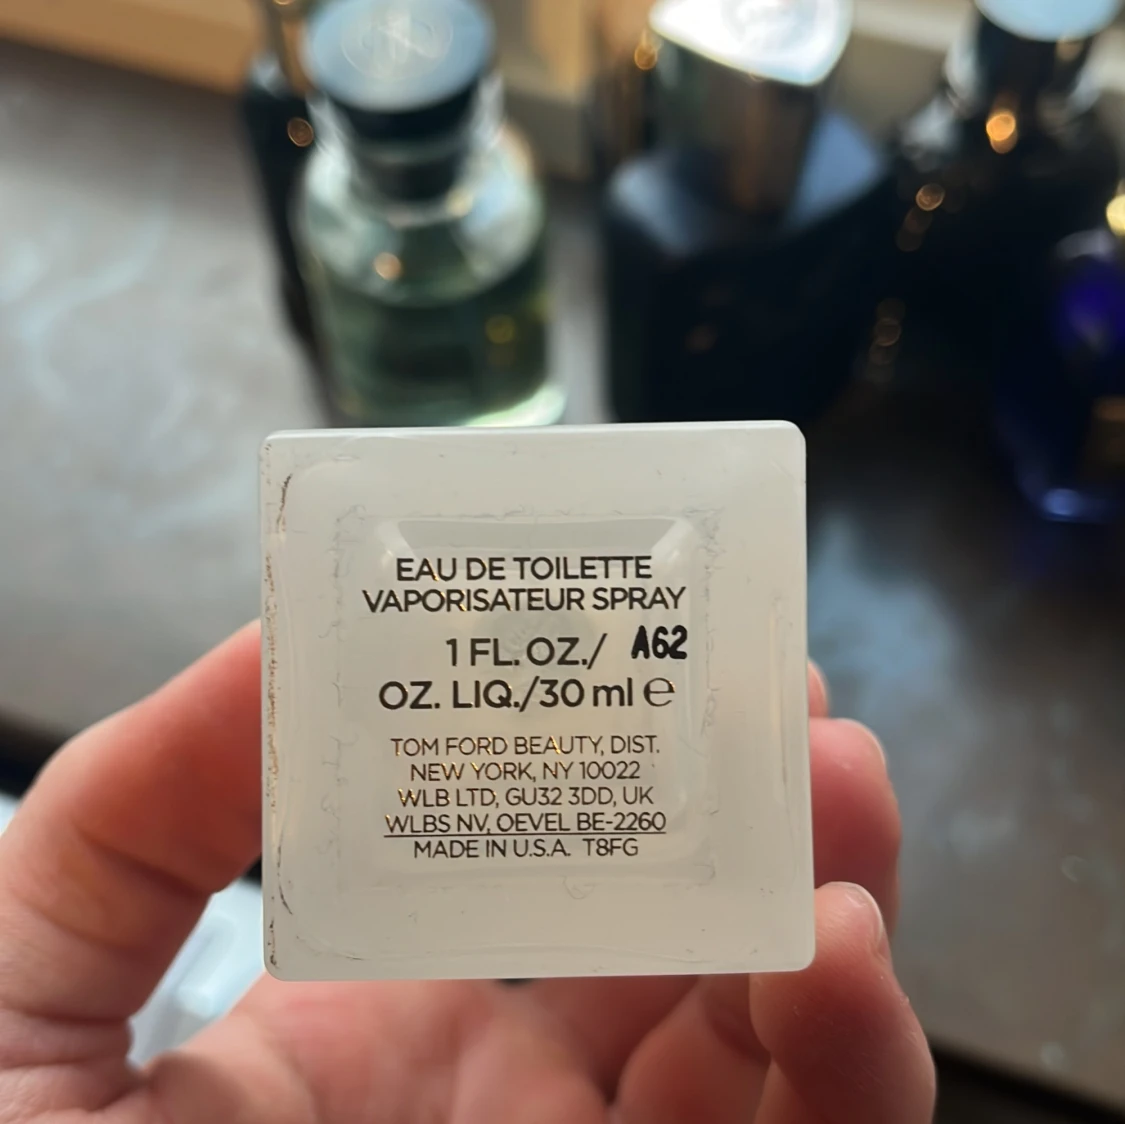 EAU DE TOILETTE
VAPORISATEUR SPRAY
1 FL. OZ./ A62
OZ. LIQ./30 ml ℮
TOM FORD BEAUTY, DIST.
NEW YORK, NY 10022
WLB LTD, GU32 3DD, UK
WLBS NV, OEVEL BE-2260
MADE IN U.S.A. T8FG